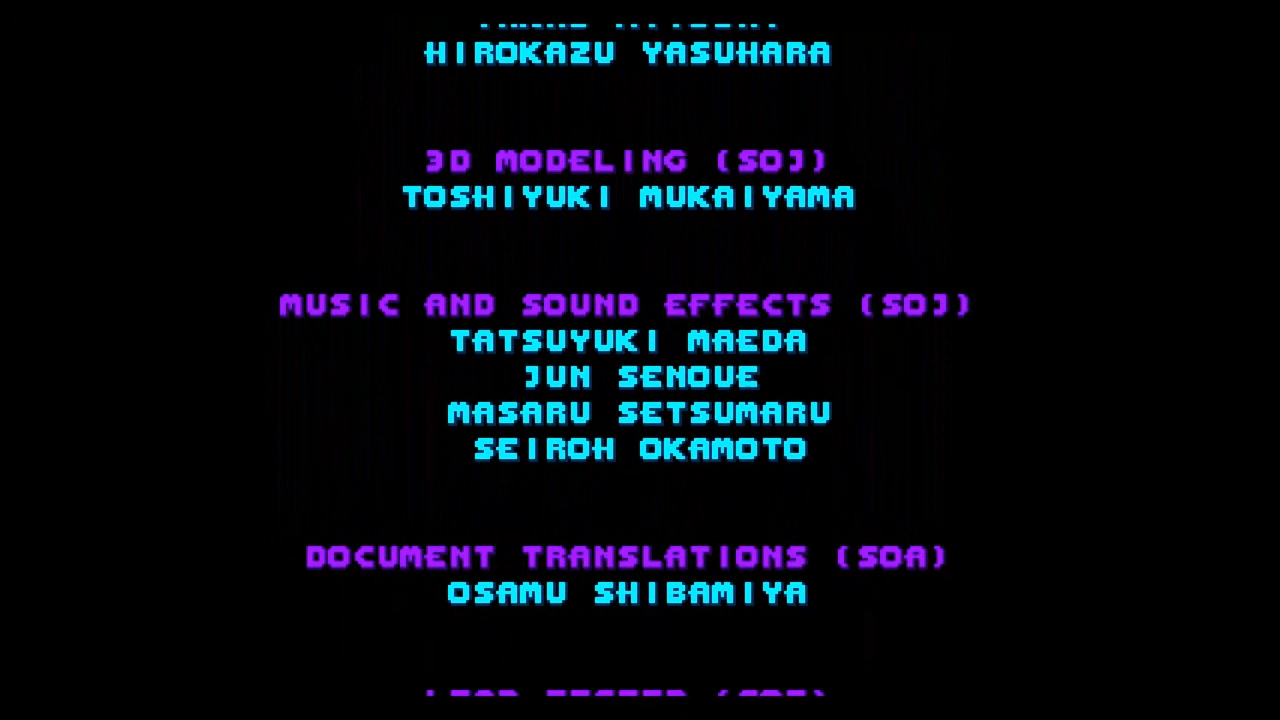 HIROKAZU YASUHARA
3D MODELING (SOJ)
TOSHIYUKI MUKAIYAMA
MUSIC AND SOUND EFFECTS (SOJ)
TATSUYUKI MAEDA
JUN SENOUE
MASARU SETSUMARU
SEIROH OKAMOTO
DOCUMENT TRANSLATIONS (SOA)
OSAMU SHIBAMIYA